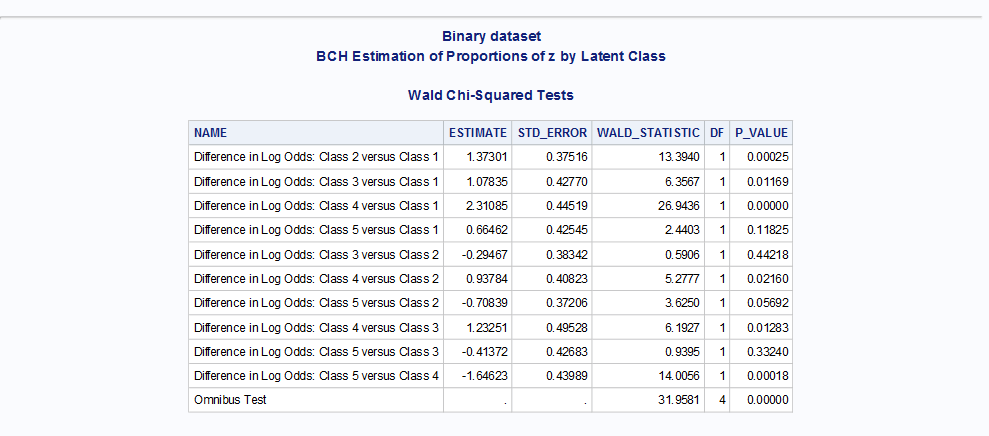 Binary dataset
BCH Estimation of Proportions of z by Latent Class
Wald Chi-Squared Tests
NAME ESTIMATE STD_ERROR WALD_STATISTIC DF P_VALUE
Difference in Log Odds: Class 2 versus Class 1 1.37301 0.37516 13.3940 1 0.00025
Difference in Log Odds: Class 3 versus Class 1 1.07835 0.42770 6.3567 1 0.01169
Difference in Log Odds: Class 4 versus Class 1 2.31085 0.44519 26.9436 1 0.00000
Difference in Log Odds: Class 5 versus Class 1 0.66462 0.42545 2.4403 1 0.11825
Difference in Log Odds: Class 3 versus Class 2 -0.29467 0.38342 0.5906 1 0.44218
Difference in Log Odds: Class 4 versus Class 2 0.93784 0.40823 5.2777 1 0.02160
Difference in Log Odds: Class 5 versus Class 2 -0.70839 0.37206 3.6250 1 0.05692
Difference in Log Odds: Class 4 versus Class 3 1.23251 0.49528 6.1927 1 0.01283
Difference in Log Odds: Class 5 versus Class 3 -0.41372 0.42683 0.9395 1 0.33240
Difference in Log Odds: Class 5 versus Class 4 -1.64623 0.43989 14.0056 1 0.00018
Omnibus Test . . 31.9581 4 0.00000